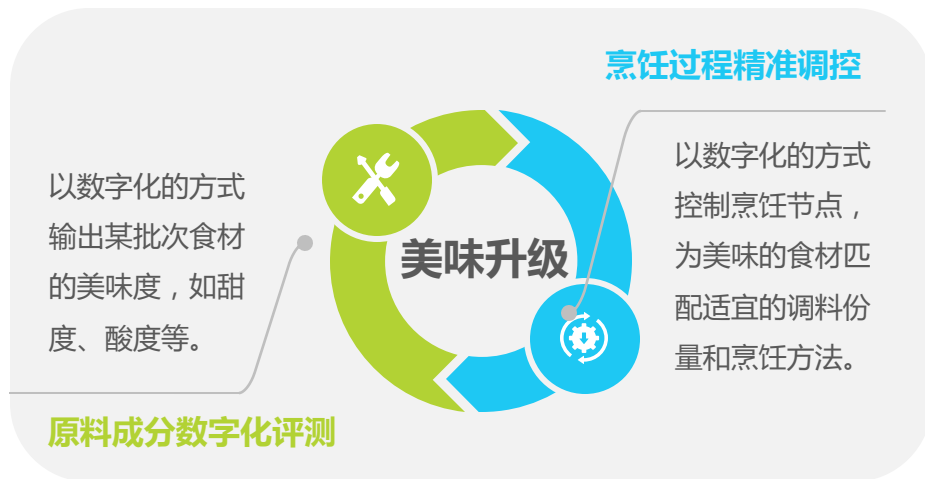 烹饪过程精准调控
以数字化的方式
控制烹饪节点，
为美味的食材匹
配适宜的调料份
量和烹饪方法。
美味升级
以数字化的方式
输出某批次食材
的美味度，如甜
度、酸度等。
原料成分数字化评测